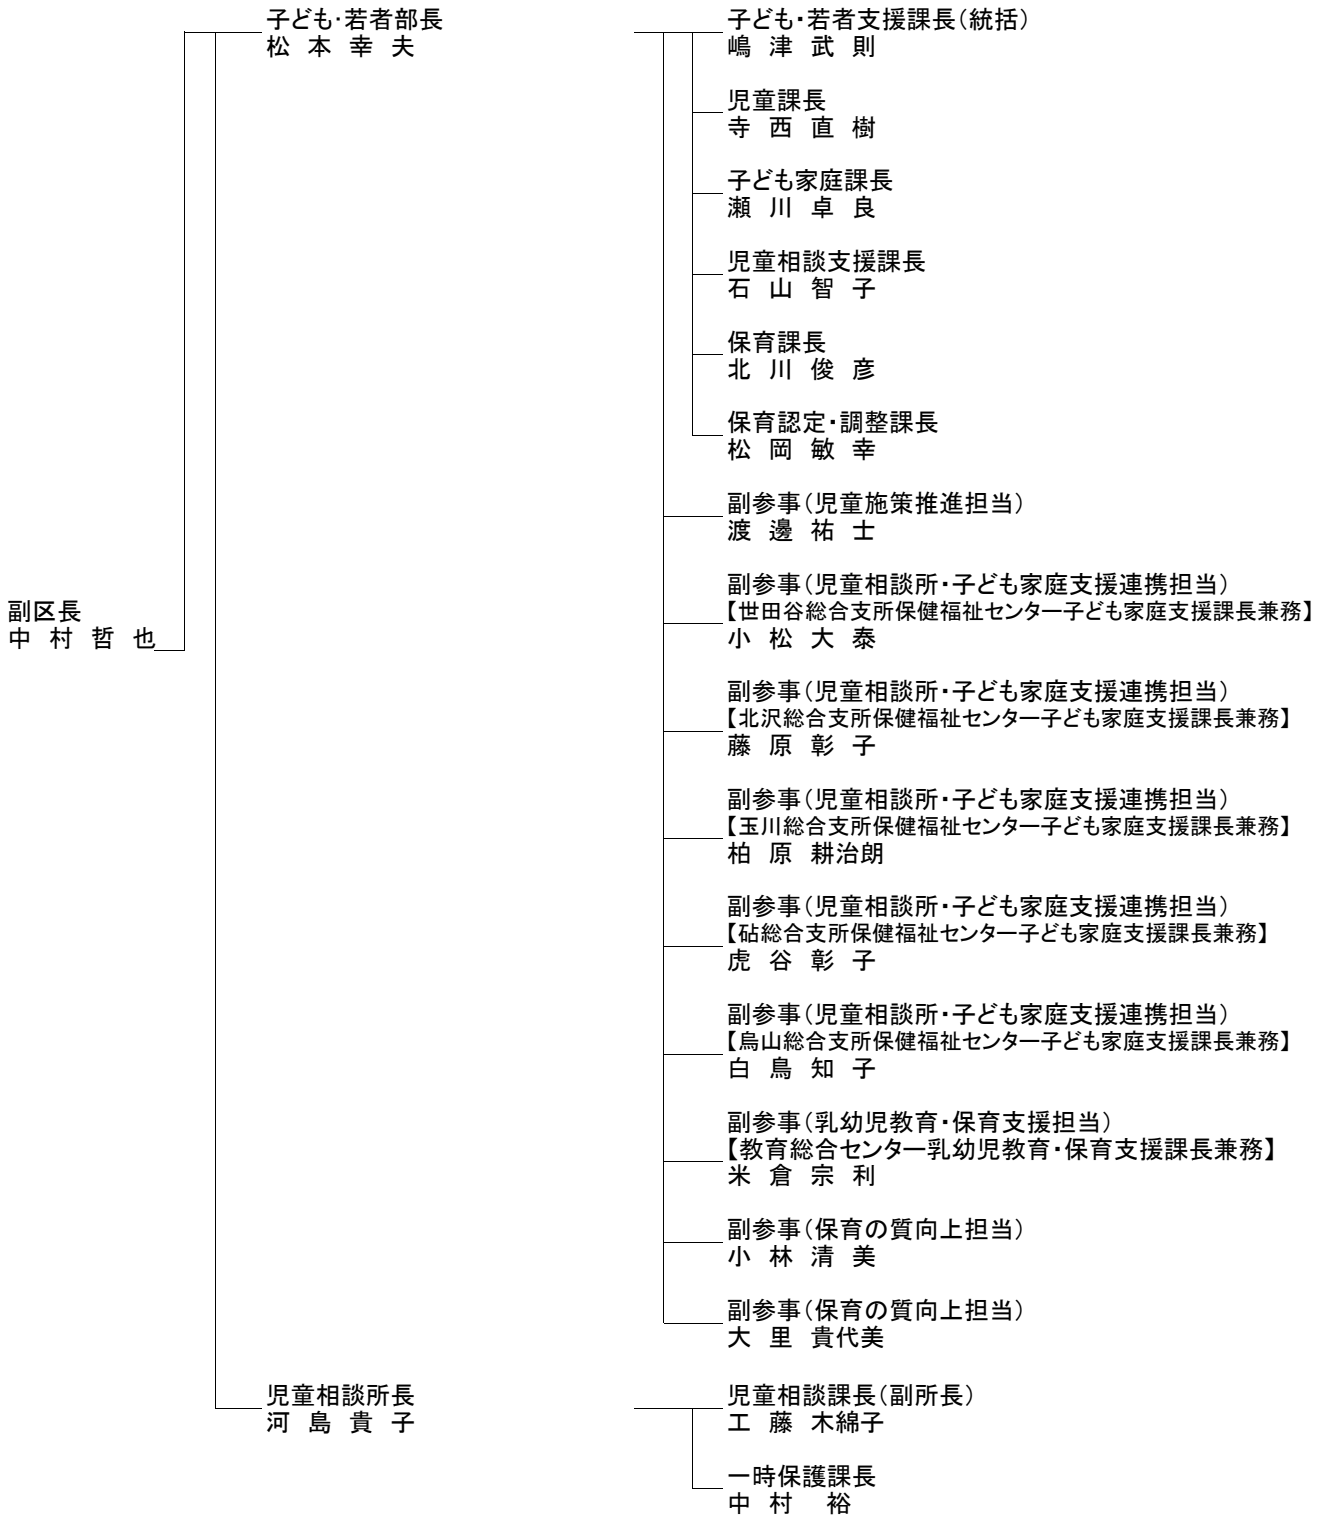 子ども・若者部長
松本幸夫
子ども・若者支援課長（統括）
嶋津武則
児童課長
寺西直樹
子ども家庭課長
瀬川卓良
児童相談支援課長
石山智子
保育課長
北川俊彦
保育認定・調整課長
松岡敏幸
副参事（児童施策推進担当）
渡邊祐士
副区長
中村哲也
副参事（児童相談所・子ども家庭支援連携担当）
【世田谷総合支所保健福祉センター子ども家庭支援課長兼務】
小松大泰
副参事（児童相談所・子ども家庭支援連携担当）
【北沢総合支所保健福祉センター子ども家庭支援課長兼務】
藤原彰子
副参事（児童相談所・子ども家庭支援連携担当）
【玉川総合支所保健福祉センター子ども家庭支援課長兼務】
柏原耕治朗
副参事（児童相談所・子ども家庭支援連携担当）
【砧総合支所保健福祉センター子ども家庭支援課長兼務】
虎谷彰子
副参事（児童相談所・子ども家庭支援連携担当）
【烏山総合支所保健福祉センター子ども家庭支援課長兼務】
白鳥知子
副参事（乳幼児教育・保育支援担当）
【教育総合センター乳幼児教育・保育支援課長兼務】
米倉宗利
副参事（保育の質向上担当）
小林清美
副参事（保育の質向上担当）
大里貴代美
児童相談所長
河島貴子
児童相談課長（副所長）
工藤木綿子
一時保護課長
中村裕